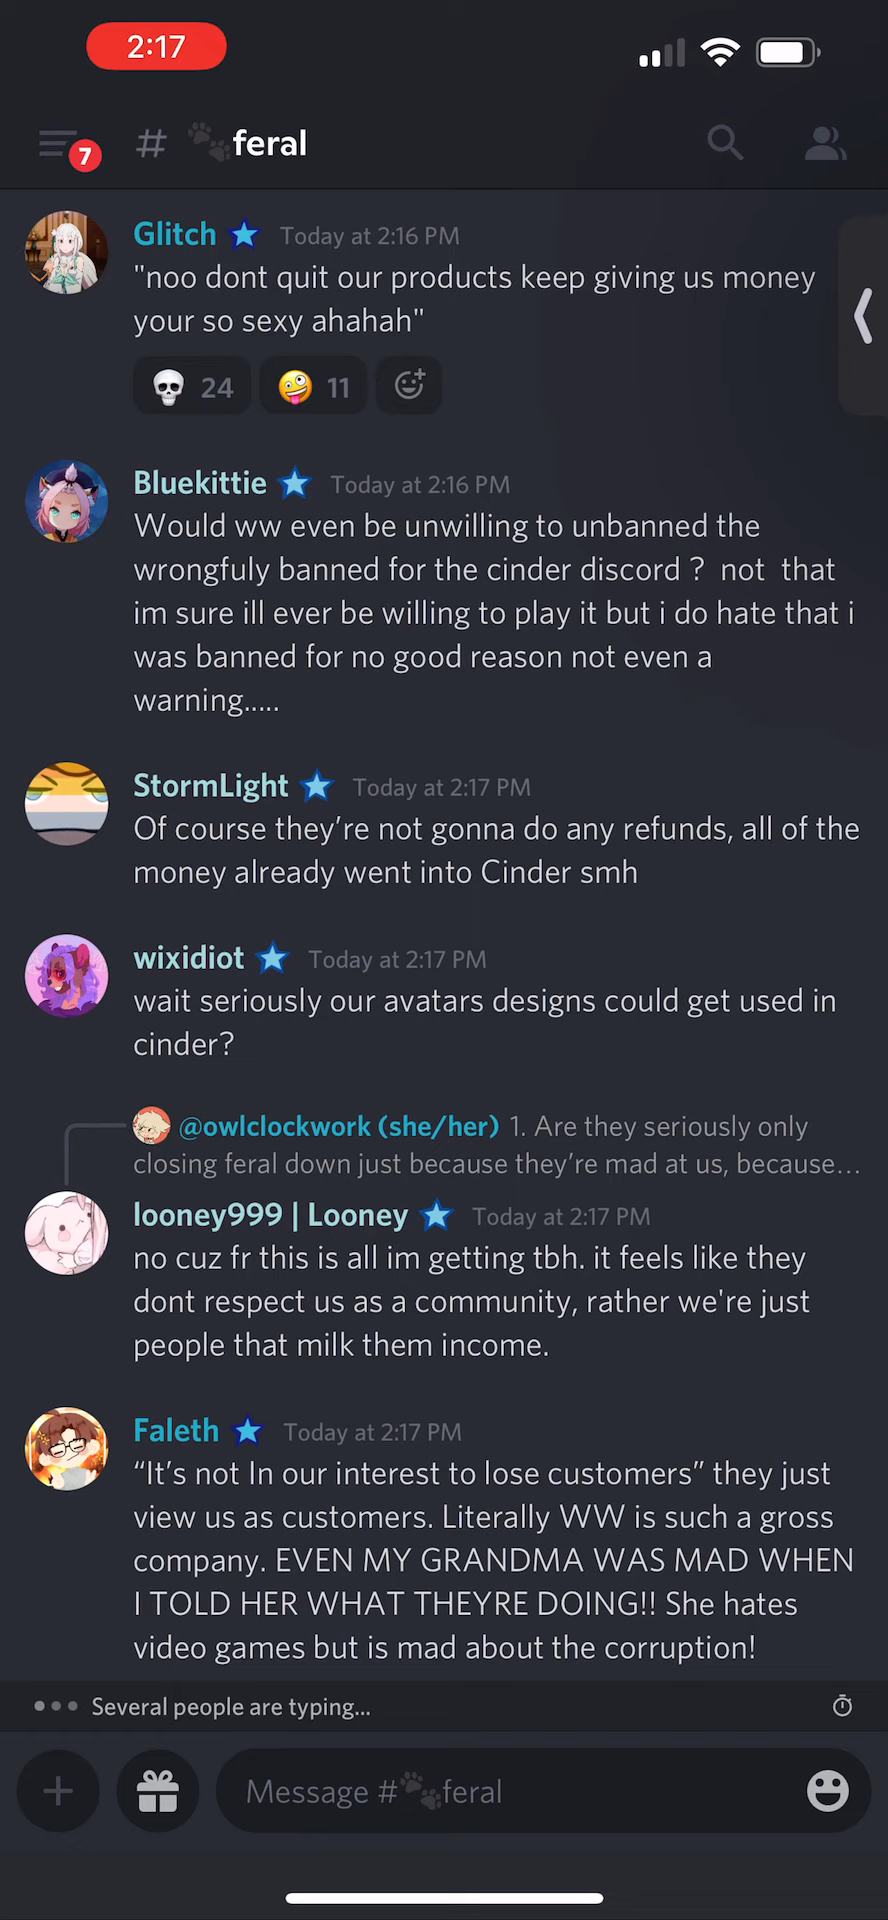 2:17
7
# 🐾feral
Glitch Today at 2:16 PM
"noo dont quit our products keep giving us money
your so sexy ahahah"
💀 24 🤪 11
Bluekittie Today at 2:16 PM
Would ww even be unwilling to unbanned the
wrongfuly banned for the cinder discord ? not that
im sure ill ever be willing to play it but i do hate that i
was banned for no good reason not even a
warning.....
StormLight Today at 2:17 PM
Of course they’re not gonna do any refunds, all of the
money already went into Cinder smh
wixidiot Today at 2:17 PM
wait seriously our avatars designs could get used in
cinder?
@owlclockwork (she/her) 1. Are they seriously only
closing feral down just because they’re mad at us, because...
looney999 | Looney Today at 2:17 PM
no cuz fr this is all im getting tbh. it feels like they
dont respect us as a community, rather we're just
people that milk them income.
Faleth Today at 2:17 PM
“It’s not In our interest to lose customers” they just
view us as customers. Literally WW is such a gross
company. EVEN MY GRANDMA WAS MAD WHEN
I TOLD HER WHAT THEYRE DOING!! She hates
video games but is mad about the corruption!
Several people are typing...
Message #🐾feral